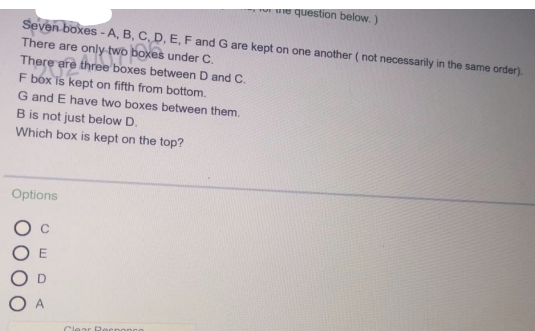 the question below. )
Seven boxes - A, B, C, D, E, F and G are kept on one another ( not necessarily in the same order).
There are only two boxes under C.
There are three boxes between D and C.
F box is kept on fifth from bottom.
G and E have two boxes between them.
B is not just below D.
Which box is kept on the top?
Options
C
E
D
A
Clear Response